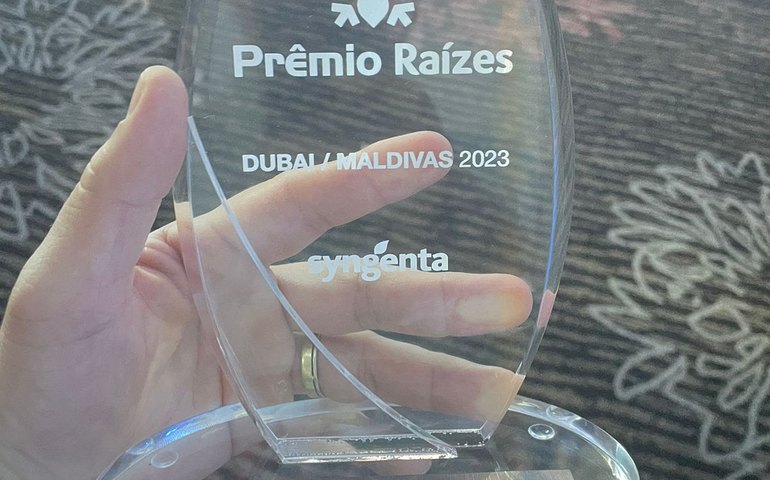 Prêmio Raízes
DUBAI / MALDIVAS 2023
syngenta